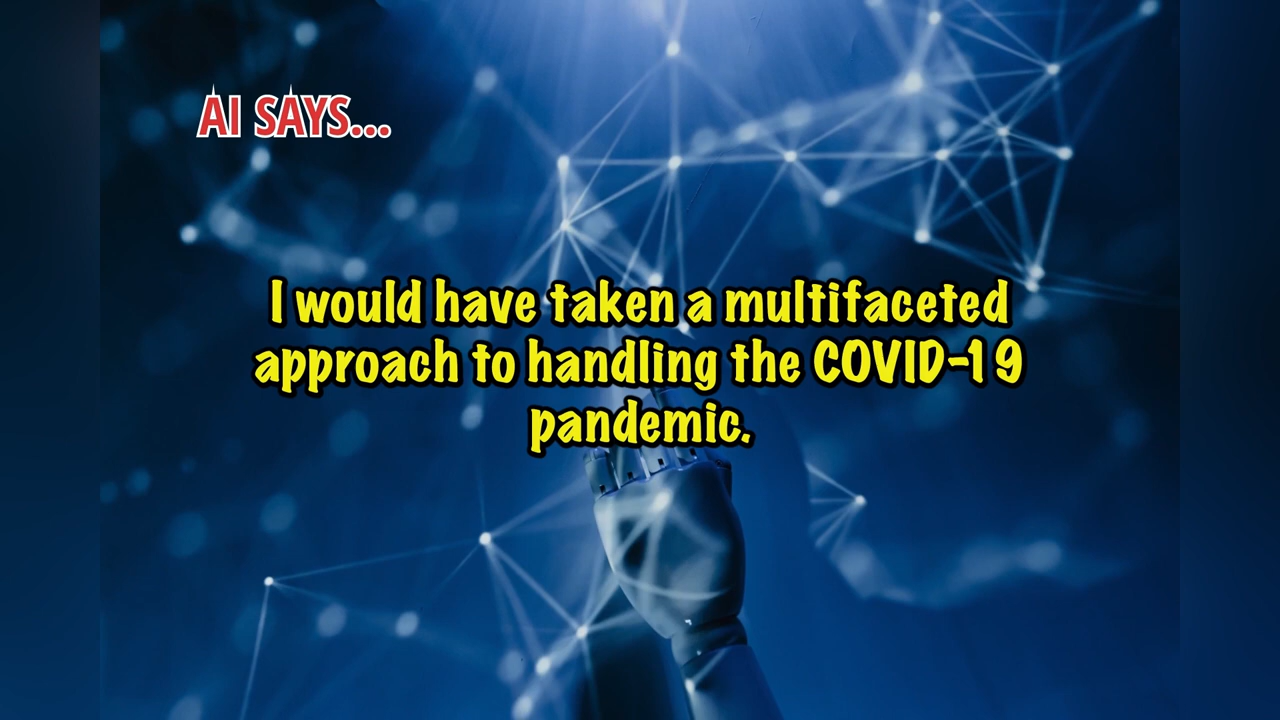 AI SAYS...
I would have taken a multifaceted
approach to handling the COVID-19
pandemic.